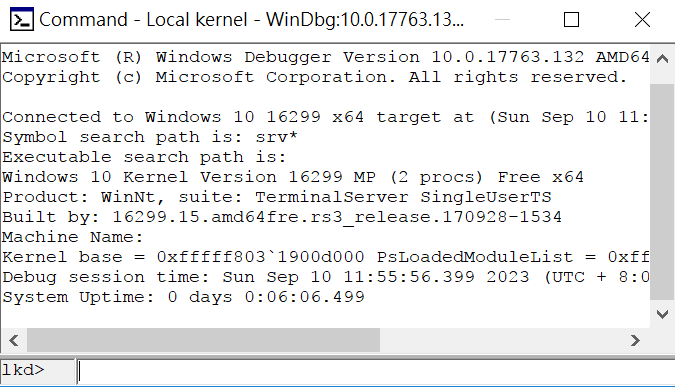 Command - Local kernel - WinDbg:10.0.17763.13...
Microsoft (R) Windows Debugger Version 10.0.17763.132 AMD64
Copyright (c) Microsoft Corporation. All rights reserved.
Connected to Windows 10 16299 x64 target at (Sun Sep 10 11:
Symbol search path is: srv*
Executable search path is:
Windows 10 Kernel Version 16299 MP (2 procs) Free x64
Product: WinNt, suite: TerminalServer SingleUserTS
Built by: 16299.15.amd64fre.rs3_release.170928-1534
Machine Name:
Kernel base = 0xfffff803`1900d000 PsLoadedModuleList = 0xff
Debug session time: Sun Sep 10 11:55:56.399 2023 (UTC + 8:0
System Uptime: 0 days 0:06:06.499
lkd>